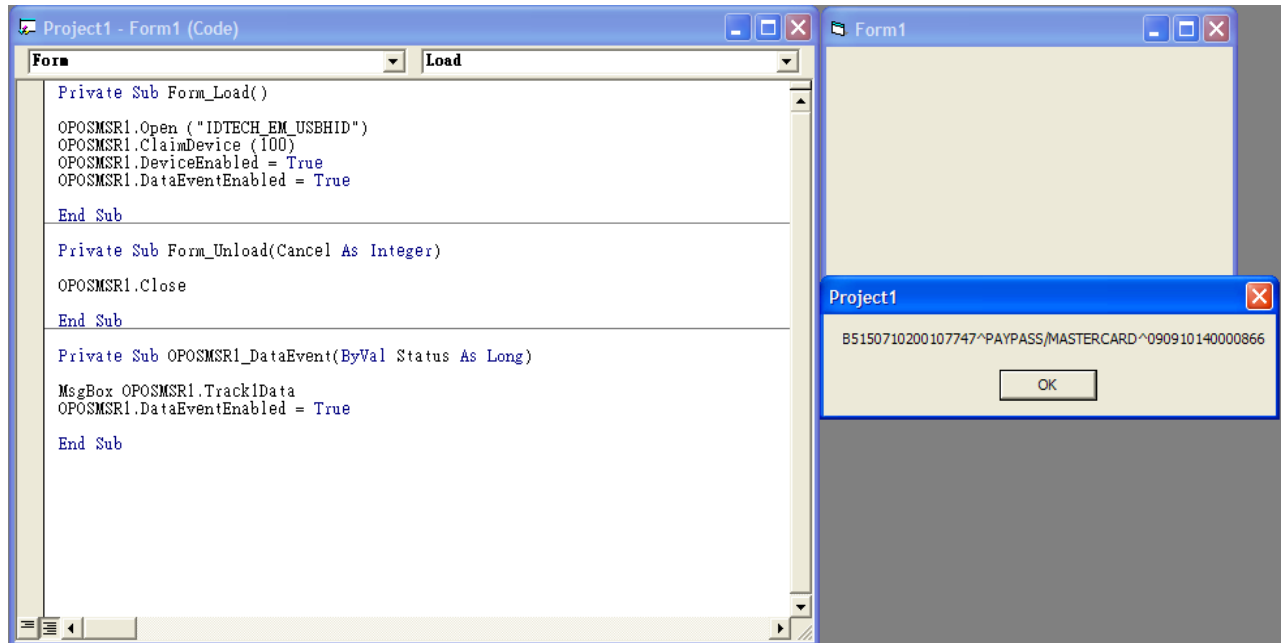 Project1 - Form1 (Code)
Form Load
Private Sub Form_Load()
OPOSMSR1.Open ("IDTECH_EM_USBHID")
OPOSMSR1.ClaimDevice (100)
OPOSMSR1.DeviceEnabled = True
OPOSMSR1.DataEventEnabled = True
End Sub
Private Sub Form_Unload(Cancel As Integer)
OPOSMSR1.Close
End Sub
Private Sub OPOSMSR1_DataEvent(ByVal Status As Long)
MsgBox OPOSMSR1.Track1Data
OPOSMSR1.DataEventEnabled = True
End Sub
Form1
Project1
B5150710200107747^PAYPASS/MASTERCARD^090910140000866
OK